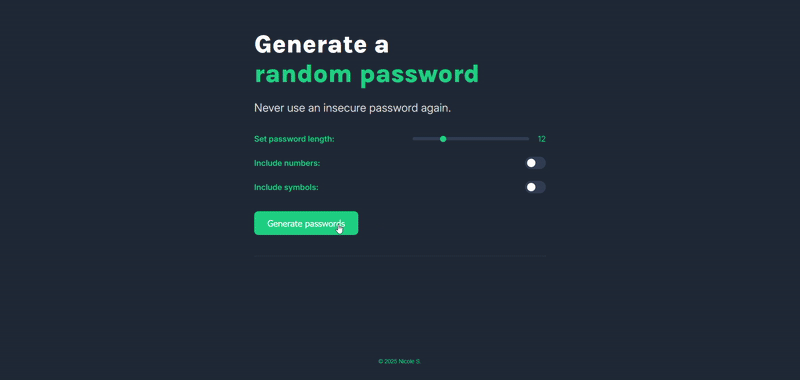 Generate a
random password
Never use an insecure password again.
Set password length: 12
Include numbers:
Include symbols:
Generate passwords
© 2025 Nicole S.